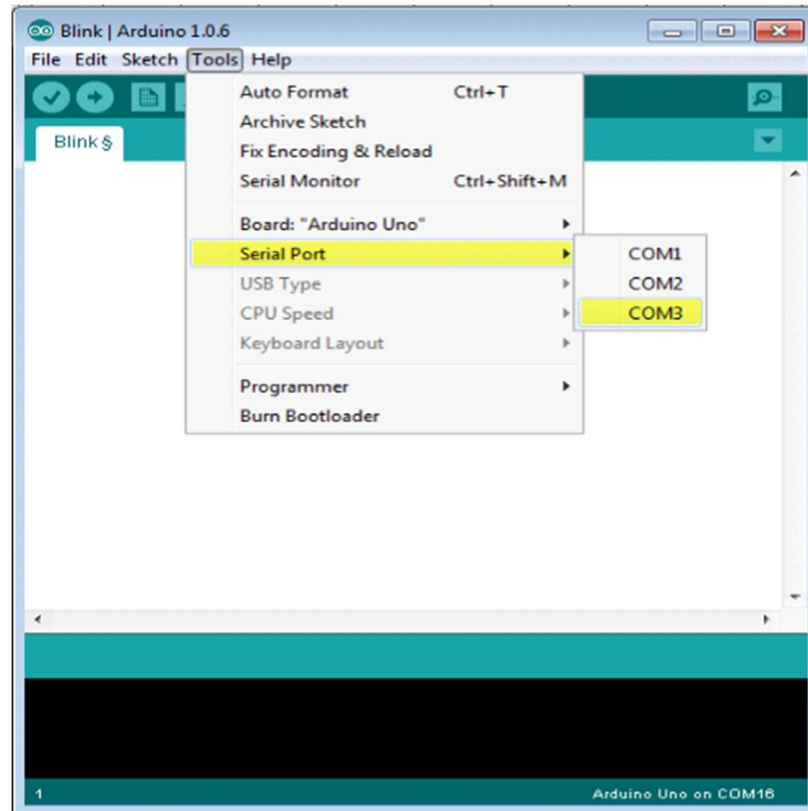 Blink | Arduino 1.0.6
File Edit Sketch Tools Help
Blink §
Auto Format Ctrl+T
Archive Sketch
Fix Encoding & Reload
Serial Monitor Ctrl+Shift+M
Board: "Arduino Uno"
Serial Port
USB Type
CPU Speed
Keyboard Layout
Programmer
Burn Bootloader
COM1
COM2
COM3
1 Arduino Uno on COM16